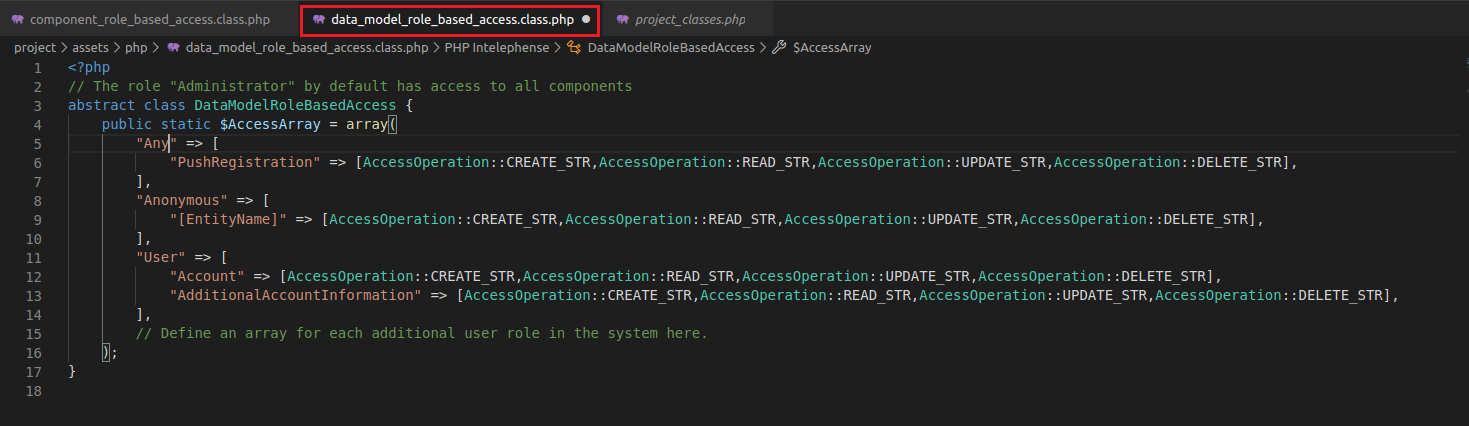 component_role_based_access.class.php data_model_role_based_access.class.php project_classes.php
project > assets > php > data_model_role_based_access.class.php > PHP Intelephense > DataModelRoleBasedAccess > $AccessArray
1 <?php
2 // The role "Administrator" by default has access to all components
3 abstract class DataModelRoleBasedAccess {
4 public static $AccessArray = array(
5 "Any" => [
6 "PushRegistration" => [AccessOperation::CREATE_STR,AccessOperation::READ_STR,AccessOperation::UPDATE_STR,AccessOperation::DELETE_STR],
7 ],
8 "Anonymous" => [
9 "[EntityName]" => [AccessOperation::CREATE_STR,AccessOperation::READ_STR,AccessOperation::UPDATE_STR,AccessOperation::DELETE_STR],
10 ],
11 "User" => [
12 "Account" => [AccessOperation::CREATE_STR,AccessOperation::READ_STR,AccessOperation::UPDATE_STR,AccessOperation::DELETE_STR],
13 "AdditionalAccountInformation" => [AccessOperation::CREATE_STR,AccessOperation::READ_STR,AccessOperation::UPDATE_STR,AccessOperation::DELETE_STR],
14 ],
15 // Define an array for each additional user role in the system here.
16 );
17 }
18